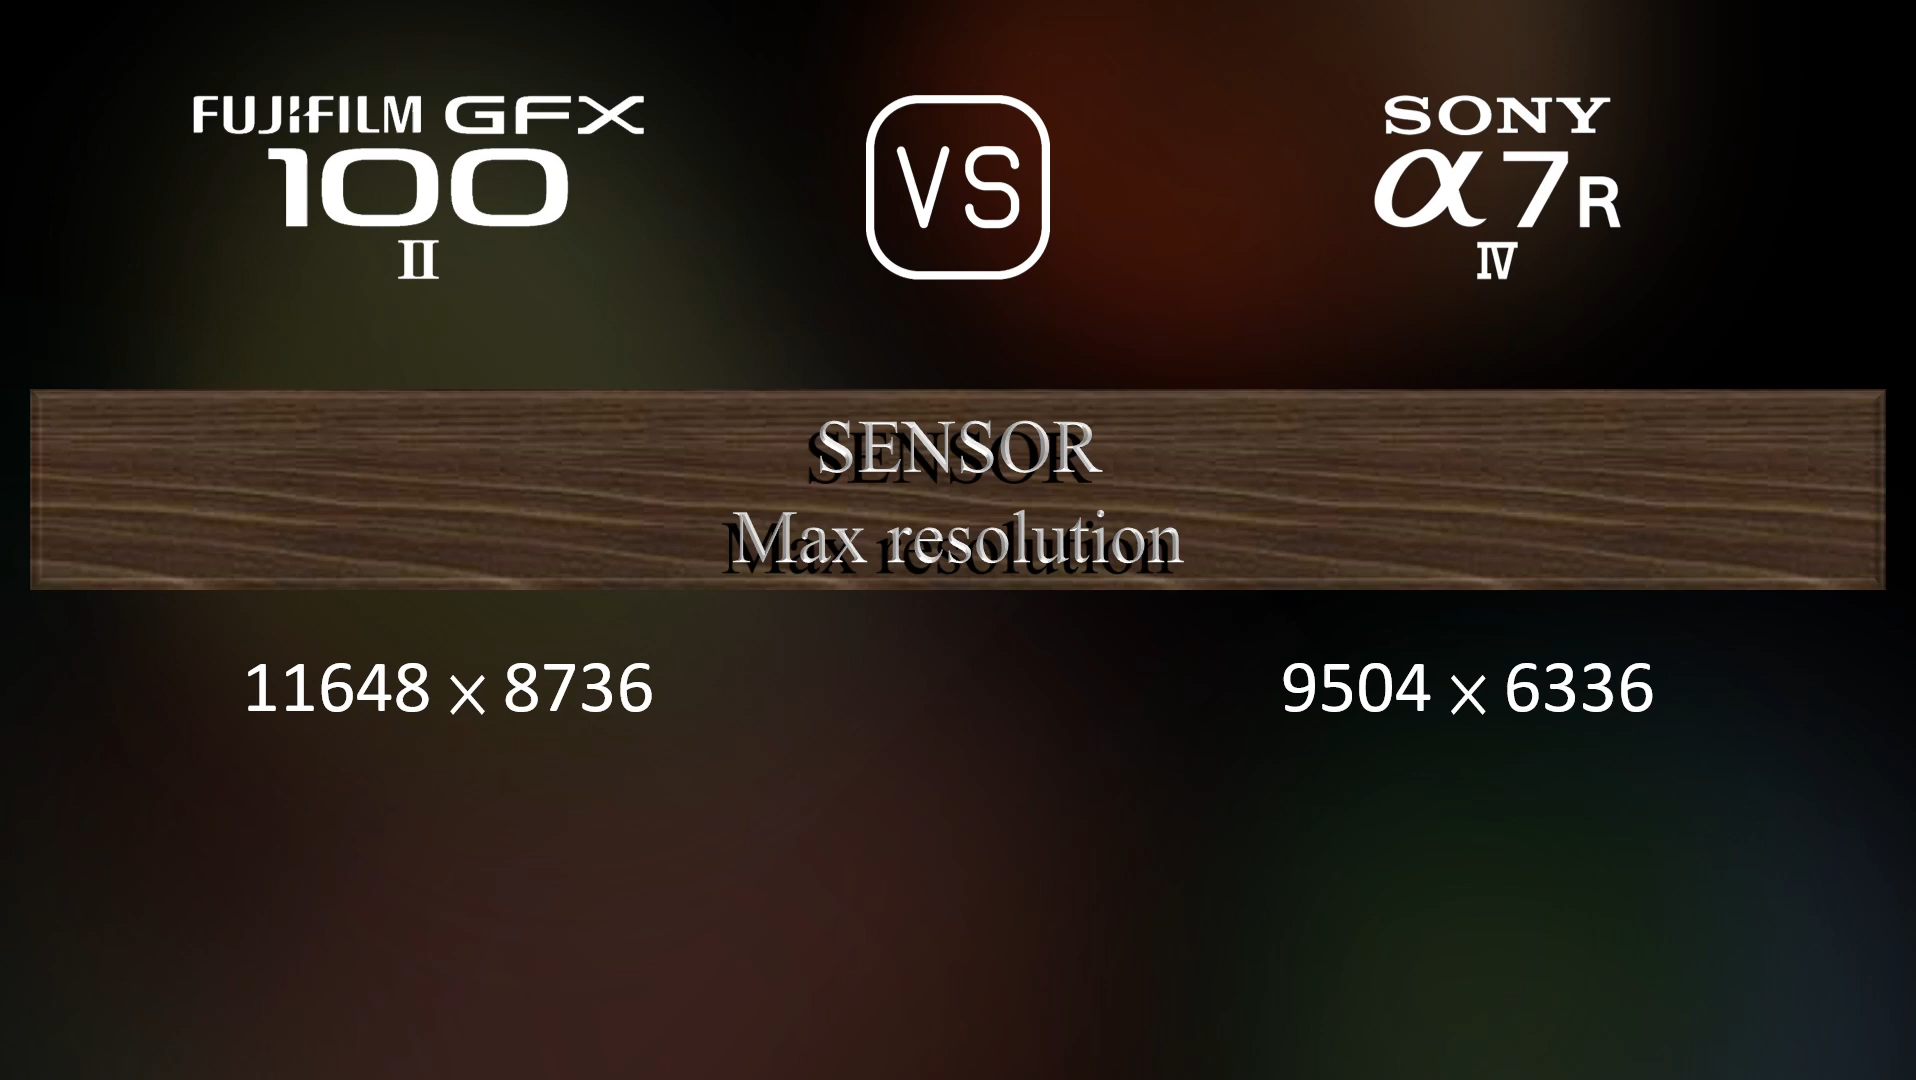 FUJIFILM GFX
100
II
VS
SONY
α7R
IV
SENSOR
Max resolution
11648 x 8736
9504 x 6336